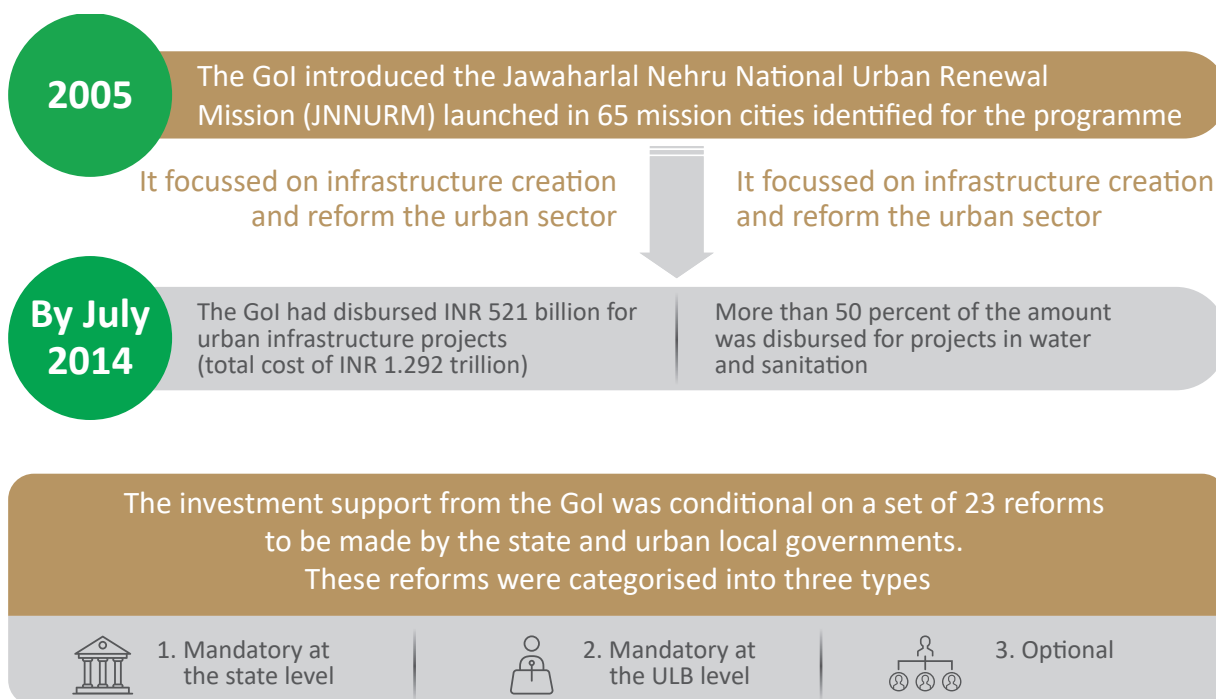 2005
The GoI introduced the Jawaharlal Nehru National Urban Renewal
Mission (JNNURM) launched in 65 mission cities identified for the programme
It focussed on infrastructure creation
and reform the urban sector
It focussed on infrastructure creation
and reform the urban sector
By July
2014
The GoI had disbursed INR 521 billion for
urban infrastructure projects
(total cost of INR 1.292 trillion)
More than 50 percent of the amount
was disbursed for projects in water
and sanitation
The investment support from the GoI was conditional on a set of 23 reforms
to be made by the state and urban local governments.
These reforms were categorised into three types
1. Mandatory at
the state level
2. Mandatory at
the ULB level
3. Optional